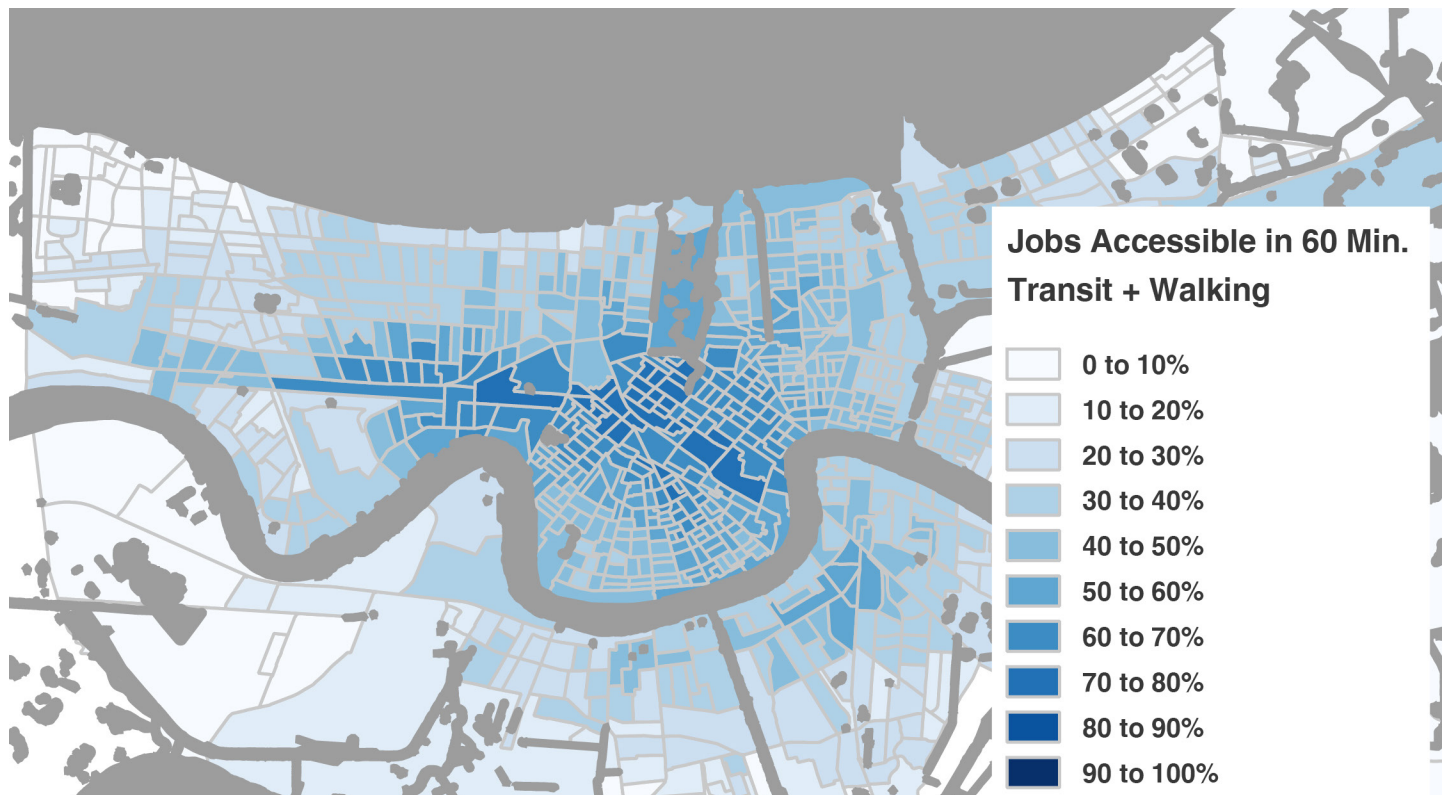 Jobs Accessible in 60 Min.
Transit + Walking
0 to 10%
10 to 20%
20 to 30%
30 to 40%
40 to 50%
50 to 60%
60 to 70%
70 to 80%
80 to 90%
90 to 100%